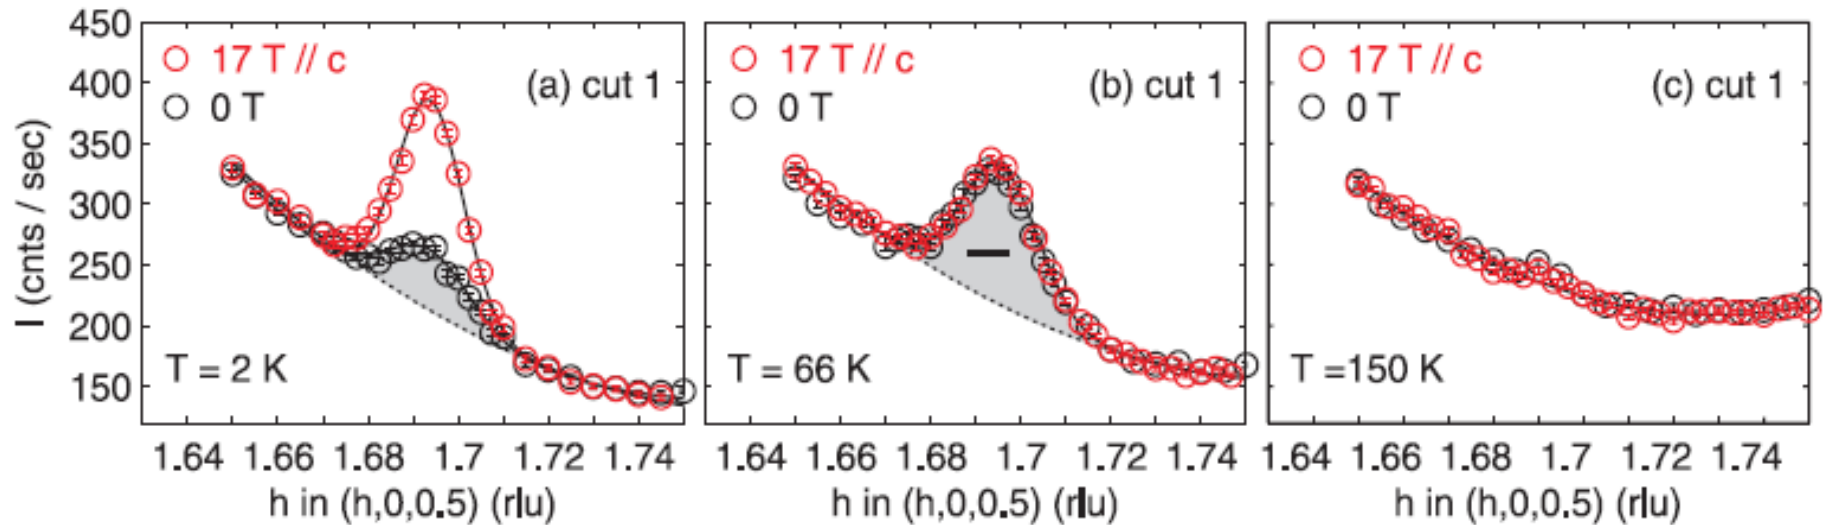 450
400
350
300
250
200
150
I (cnts / sec)
17 T // c
0 T
(a) cut 1
T = 2 K
1.64 1.66 1.68 1.7 1.72 1.74
h in (h,0,0.5) (rlu)
17 T // c
0 T
(b) cut 1
T = 66 K
1.64 1.66 1.68 1.7 1.72 1.74
h in (h,0,0.5) (rlu)
17 T // c
0 T
(c) cut 1
T =150 K
1.64 1.66 1.68 1.7 1.72 1.74
h in (h,0,0.5) (rlu)